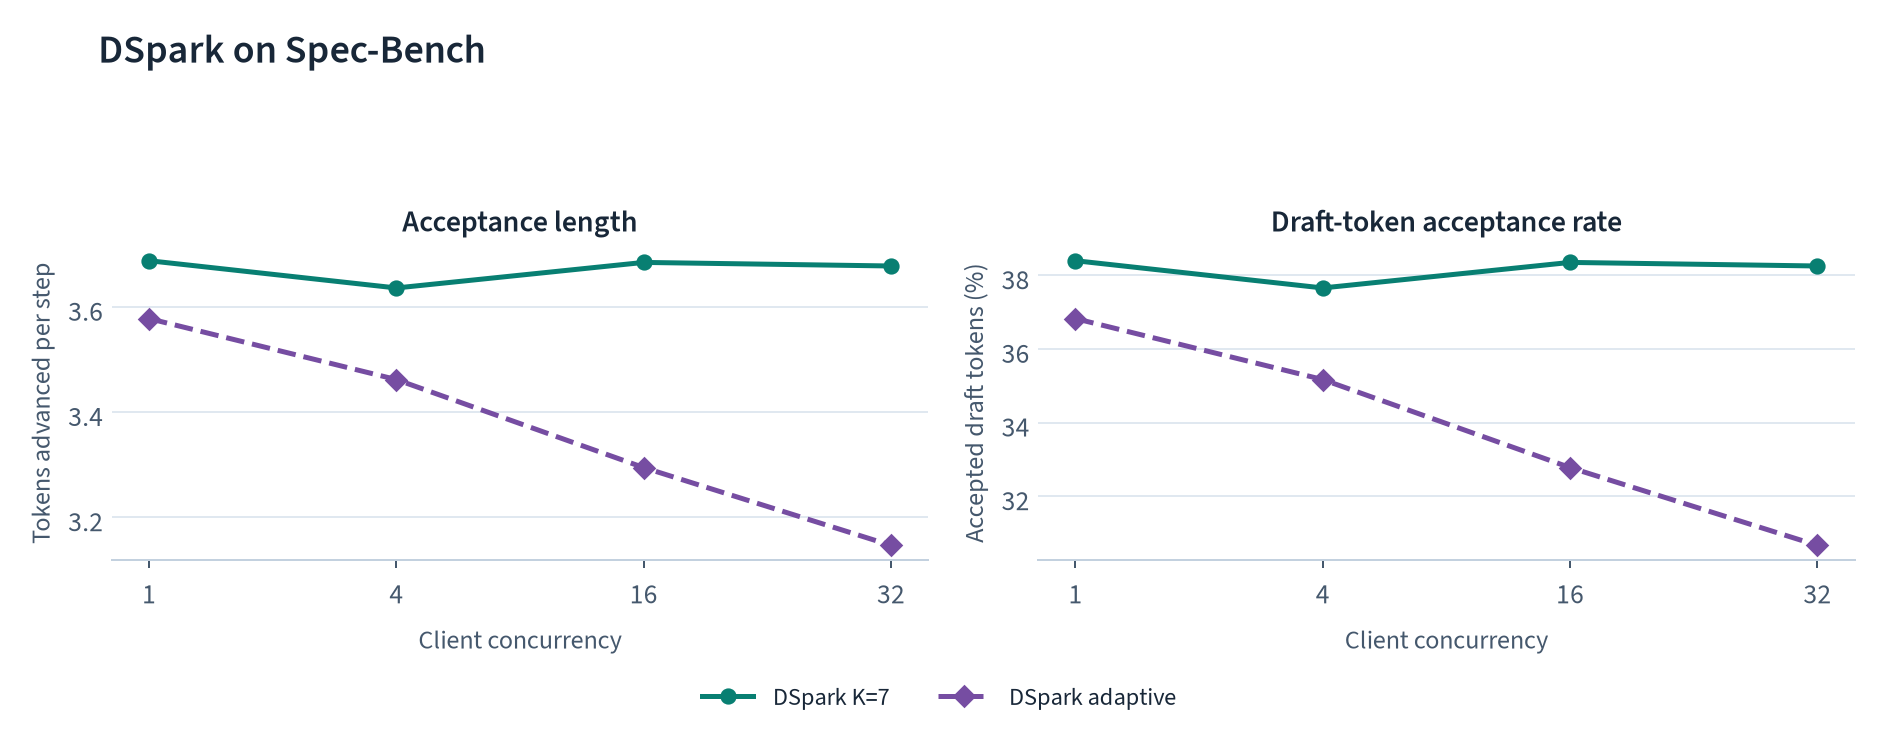 DSpark on Spec-Bench
Acceptance length
Tokens advanced per step
3.6
3.4
3.2
1 4 16 32
Client concurrency
Draft-token acceptance rate
Accepted draft tokens (%)
38
36
34
32
1 4 16 32
Client concurrency
DSpark K=7 DSpark adaptive